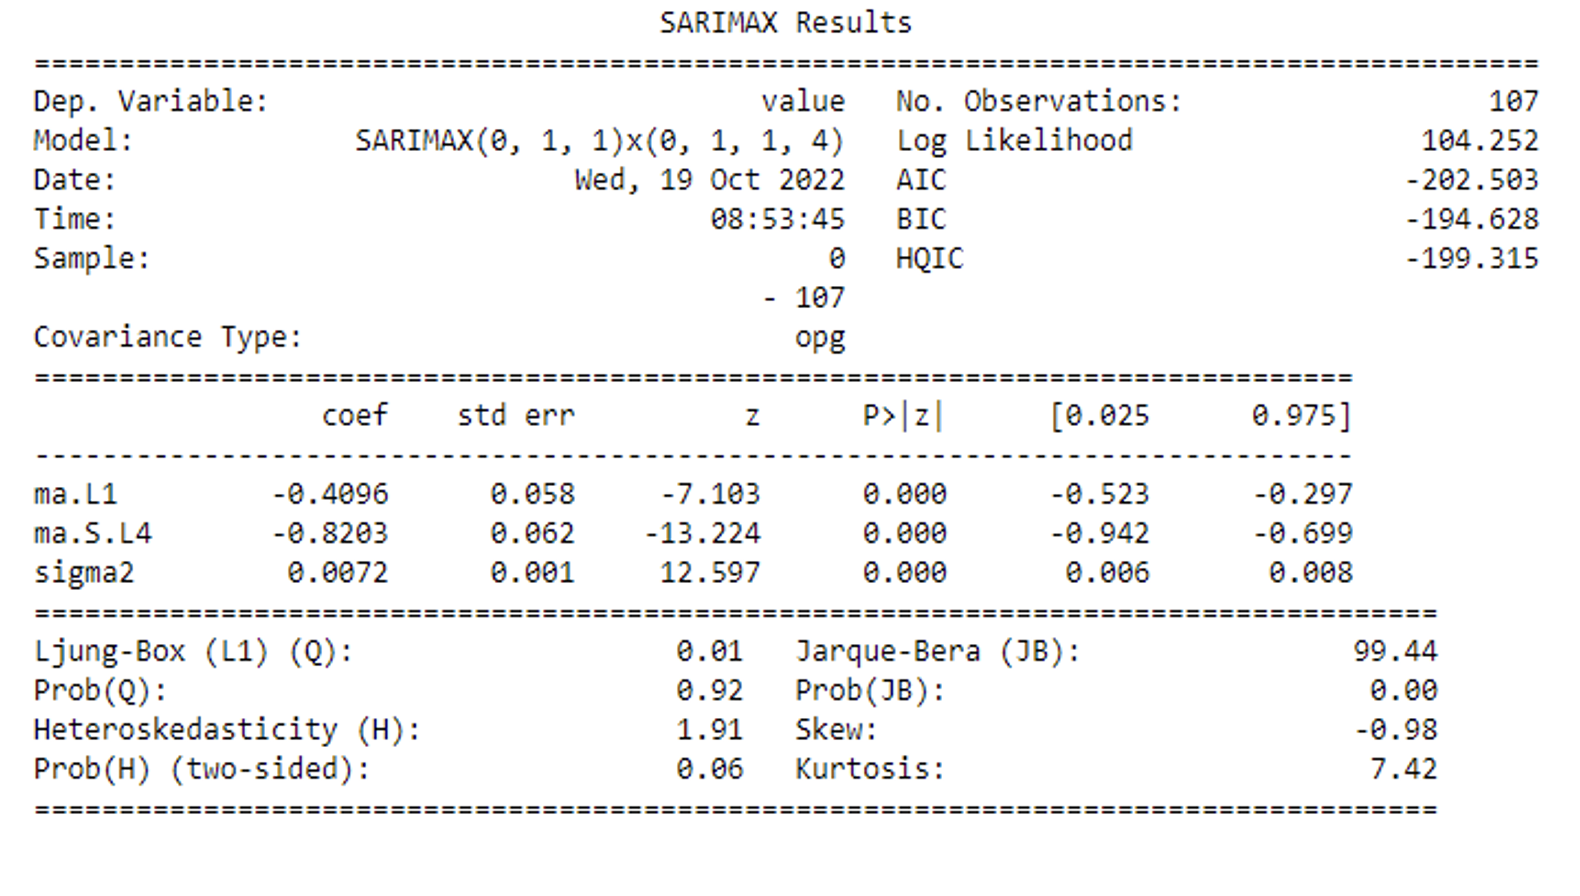 SARIMAX Results
==========================================================================================
Dep. Variable:                              value   No. Observations:                  107
Model:             SARIMAX(0, 1, 1)x(0, 1, 1, 4)   Log Likelihood                 104.252
Date:                            Wed, 19 Oct 2022   AIC                           -202.503
Time:                                    08:53:45   BIC                           -194.628
Sample:                                         0   HQIC                          -199.315
                                            - 107
Covariance Type:                              opg
==============================================================================
                 coef    std err          z      P>|z|      [0.025      0.975]
------------------------------------------------------------------------------
ma.L1         -0.4096      0.058     -7.103      0.000      -0.523      -0.297
ma.S.L4       -0.8203      0.062    -13.224      0.000      -0.942      -0.699
sigma2         0.0072      0.001     12.597      0.000       0.006       0.008
===================================================================================
Ljung-Box (L1) (Q):                   0.01   Jarque-Bera (JB):                99.44
Prob(Q):                              0.92   Prob(JB):                         0.00
Heteroskedasticity (H):               1.91   Skew:                            -0.98
Prob(H) (two-sided):                  0.06   Kurtosis:                         7.42
===================================================================================